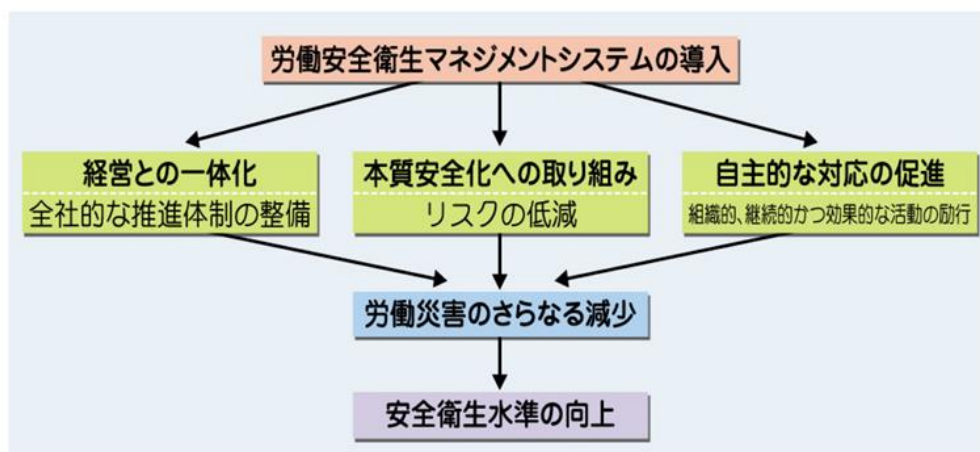 労働安全衛生マネジメントシステムの導入
経営との一体化
全社的な推進体制の整備
本質安全化への取り組み
リスクの低減
自主的な対応の促進
組織的、継続的かつ効果的な活動の励行
労働災害のさらなる減少
安全衛生水準の向上